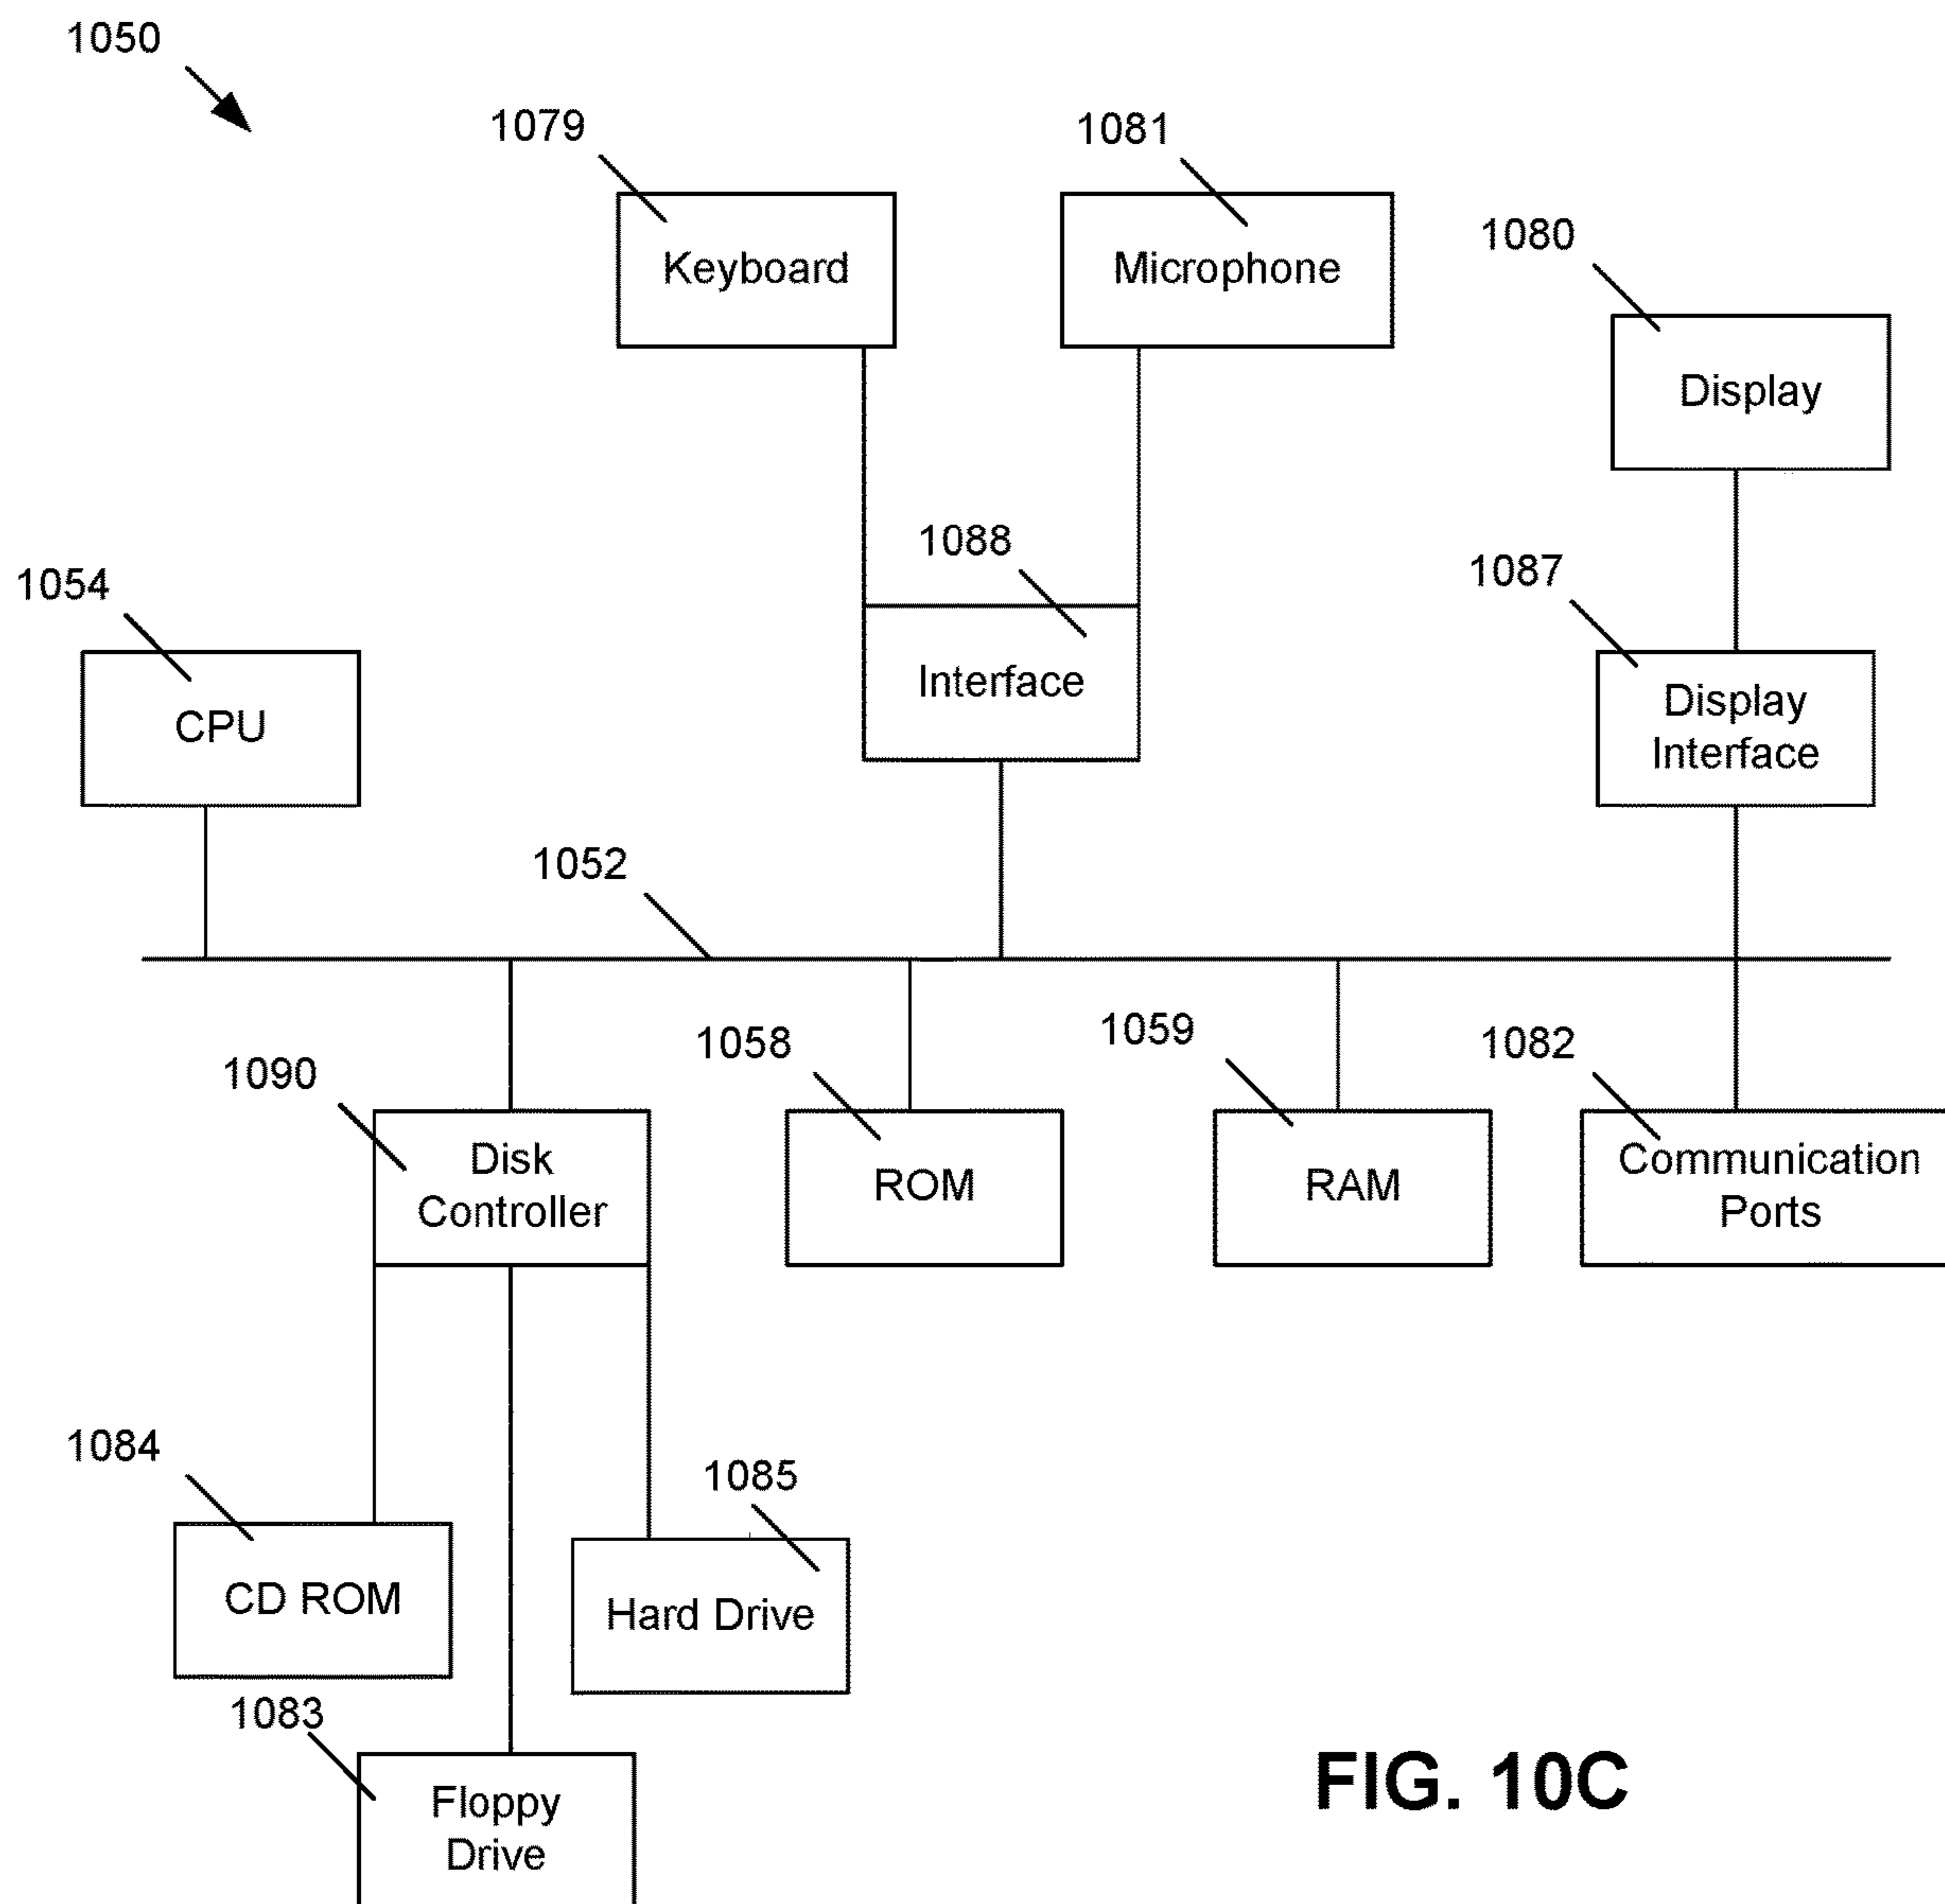 1050
1079
1081
Keyboard
Microphone
1080
Display
1088
1054
1087
Interface
CPU
Display
Interface
1052
1090
1058
1059
1082
Disk
Controller
ROM
RAM
Communication
Ports
1084
1085
CD ROM
Hard Drive
1083
Floppy
Drive
FIG. 10C